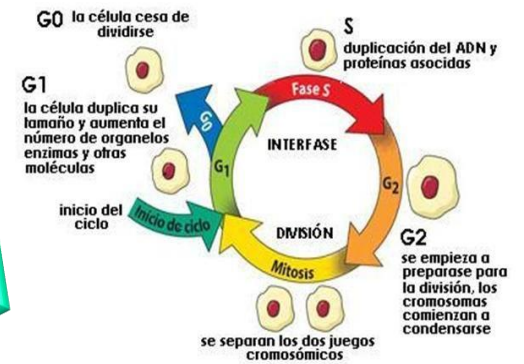 G0 la célula cesa de
dividirse
S
duplicación del ADN y
proteínas asocidas
G1
la célula duplica su
tamaño y aumenta el
número de organelos
enzimas y otras
moléculas
Fase S
G0
INTERFASE
G1
G2
inicio del
ciclo
Inicio de ciclo
DIVISIÓN
Mitosis
G2
se empieza a
preparase para
la división, los
cromosomas
comienzan a
condensarse
se separan los dos juegos
cromosómicos